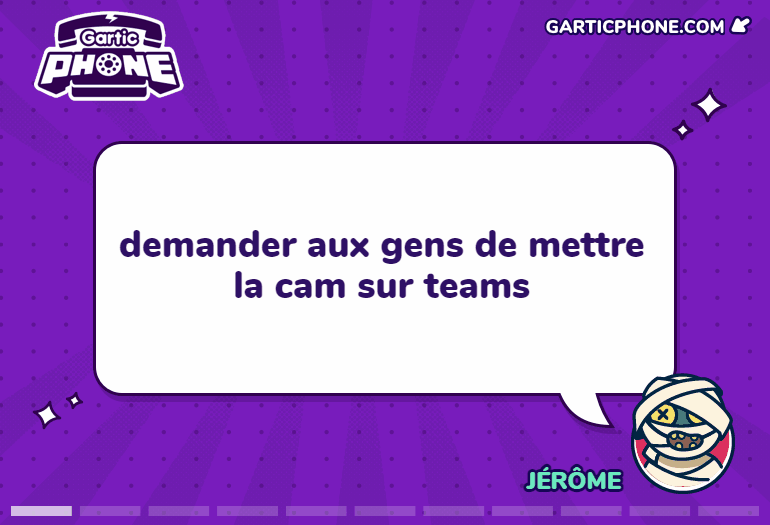 Gartic
PHONE
GARTICPHONE.COM
demander aux gens de mettre
la cam sur teams
JÉRÔME